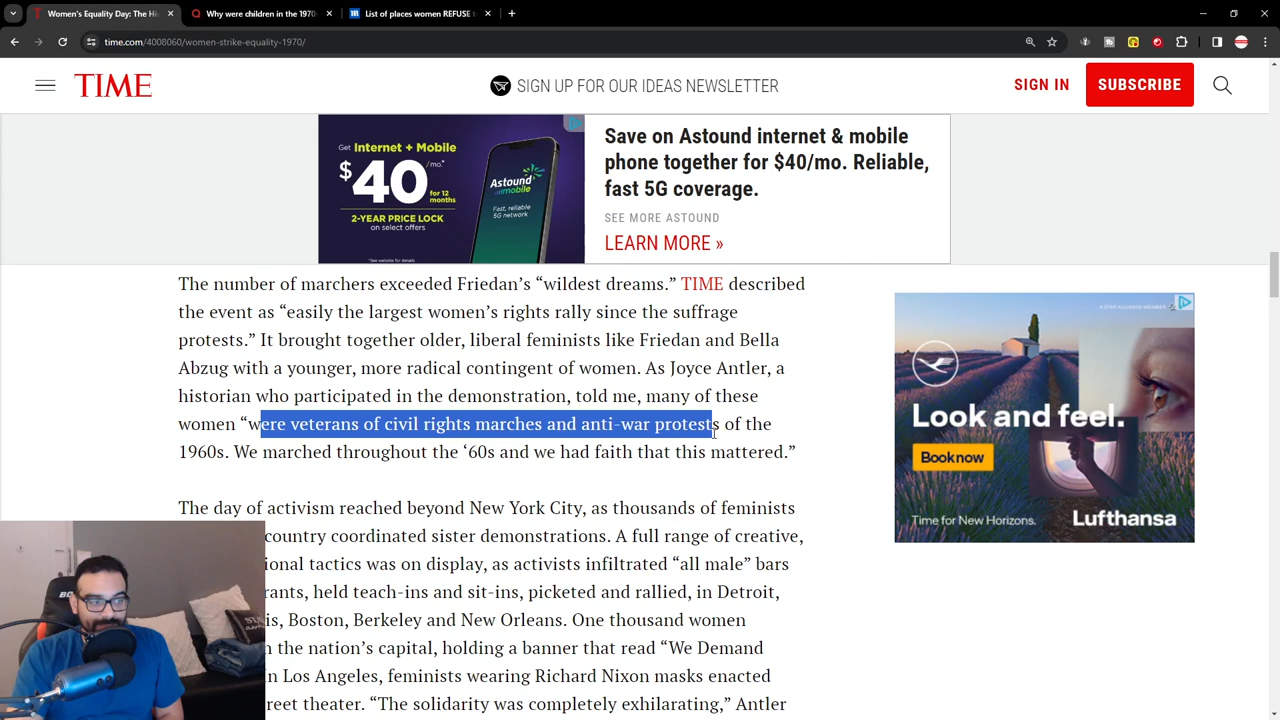 Women's Equality Day: The Hi
Why were children in the 1970
List of places women REFUSE t
time.com/4008060/women-strike-equality-1970/
TIME
SIGN UP FOR OUR IDEAS NEWSLETTER
SIGN IN
SUBSCRIBE
Get Internet + Mobile
$40/mo.*
for 12 months
2-YEAR PRICE LOCK
on select offers
*See website for details
Astound mobile
Fast, reliable
5G network
Save on Astound internet & mobile
phone together for $40/mo. Reliable,
fast 5G coverage.
SEE MORE ASTOUND
LEARN MORE »
The number of marchers exceeded Friedan's “wildest dreams.” TIME described
the event as “easily the largest women's rights rally since the suffrage
protests.” It brought together older, liberal feminists like Friedan and Bella
Abzug with a younger, more radical contingent of women. As Joyce Antler, a
historian who participated in the demonstration, told me, many of these
women “were veterans of civil rights marches and anti-war protests of the
1960s. We marched throughout the ‘60s and we had faith that this mattered.”
The day of activism reached beyond New York City, as thousands of feminists
country coordinated sister demonstrations. A full range of creative,
ional tactics was on display, as activists infiltrated “all male” bars
rants, held teach-ins and sit-ins, picketed and rallied, in Detroit,
is, Boston, Berkeley and New Orleans. One thousand women
the nation's capital, holding a banner that read “We Demand
n Los Angeles, feminists wearing Richard Nixon masks enacted
reet theater. “The solidarity was completely exhilarating,” Antler
Look and feel.
Book now
Time for New Horizons.
Lufthansa